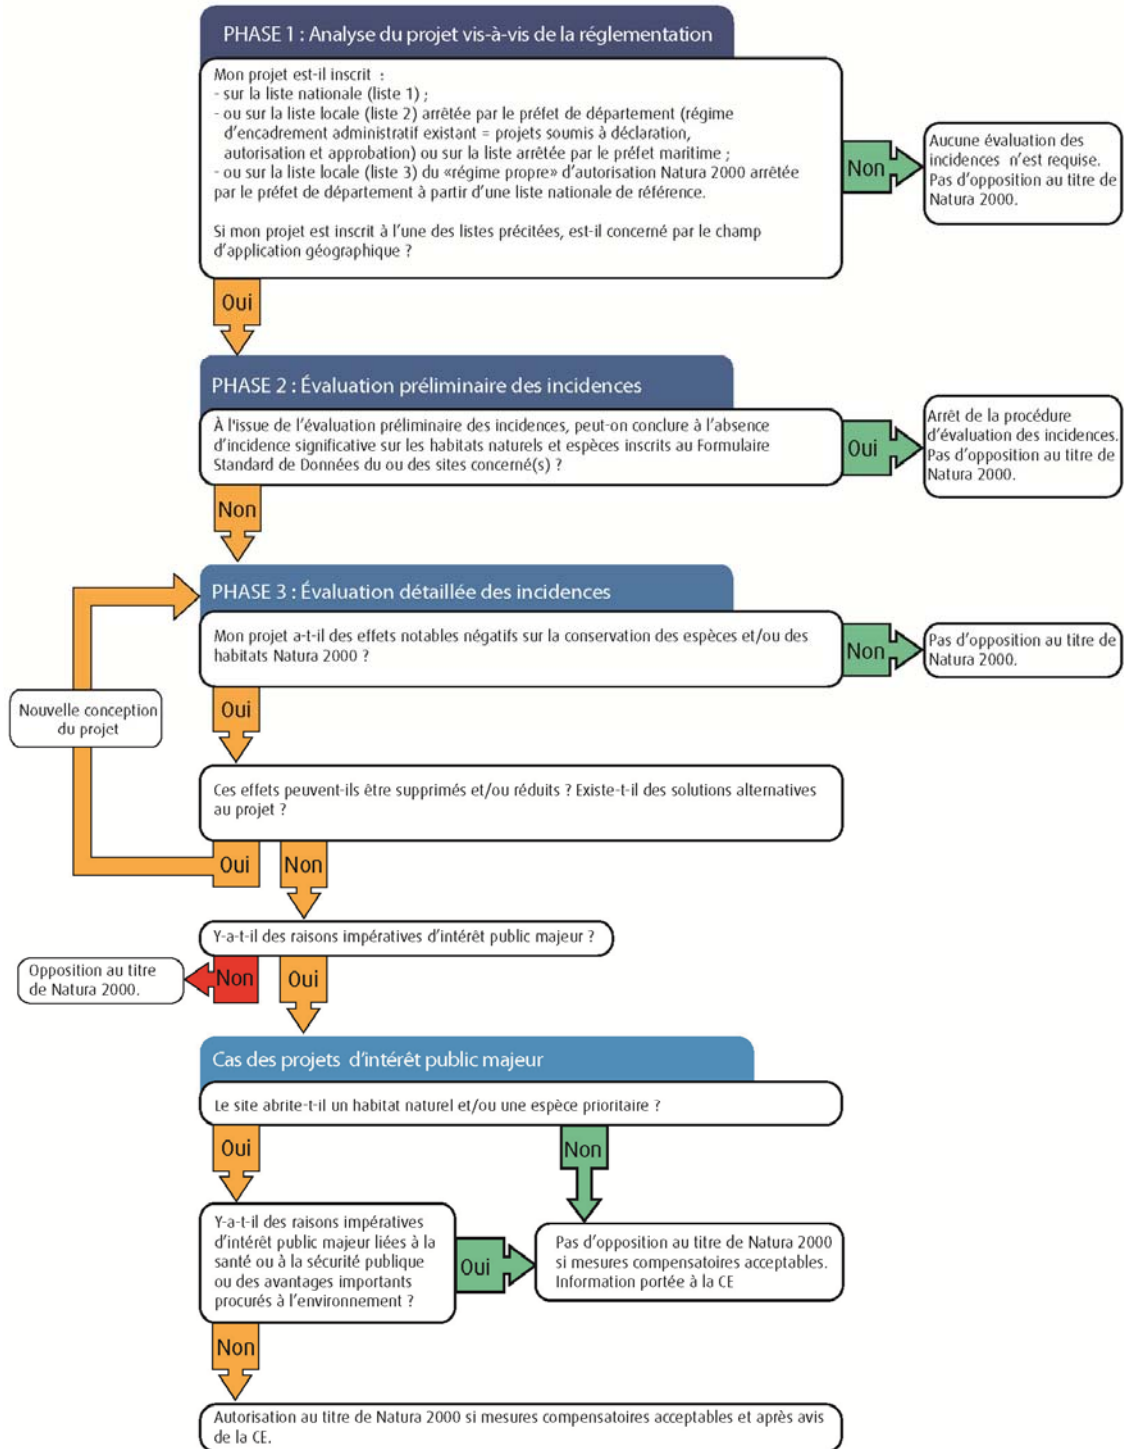 PHASE 1 : Analyse du projet vis-à-vis de la réglementation
Mon projet est-il inscrit :
- sur la liste nationale (liste 1) ;
- ou sur la liste locale (liste 2) arrêtée par le préfet de département (régime
d'encadrement administratif existant = projets soumis à déclaration,
autorisation et approbation) ou sur la liste arrêtée par le préfet maritime ;
- ou sur la liste locale (liste 3) du «régime propre» d'autorisation Natura 2000 arrêtée
par le préfet de département à partir d'une liste nationale de référence.
Si mon projet est inscrit à l'une des listes précitées, est-il concerné par le champ
d'application géographique ?
Non
Aucune évaluation des
incidences n'est requise.
Pas d'opposition au titre de
Natura 2000.
Oui
PHASE 2 : Évaluation préliminaire des incidences
À l'issue de l'évaluation préliminaire des incidences, peut-on conclure à l'absence
d'incidence significative sur les habitats naturels et espèces inscrits au Formulaire
Standard de Données du ou des sites concerné(s) ?
Oui
Arrêt de la procédure
d'évaluation des incidences.
Pas d'opposition au titre de
Natura 2000.
Non
PHASE 3 : Évaluation détaillée des incidences
Mon projet a-t-il des effets notables négatifs sur la conservation des espèces et/ou des
habitats Natura 2000 ?
Non
Pas d'opposition au titre de
Natura 2000.
Nouvelle conception
du projet
Oui
Ces effets peuvent-ils être supprimés et/ou réduits ? Existe-t-il des solutions alternatives
au projet ?
Oui
Non
Y-a-t-il des raisons impératives d'intérêt public majeur ?
Opposition au titre
de Natura 2000.
Non
Oui
Cas des projets d'intérêt public majeur
Le site abrite-t-il un habitat naturel et/ou une espèce prioritaire ?
Oui
Non
Y-a-t-il des raisons impératives
d'intérêt public majeur liées à la
santé ou à la sécurité publique
ou des avantages importants
procurés à l'environnement ?
Oui
Pas d'opposition au titre de Natura 2000
si mesures compensatoires acceptables.
Information portée à la CE
Non
Autorisation au titre de Natura 2000 si mesures compensatoires acceptables et après avis
de la CE.